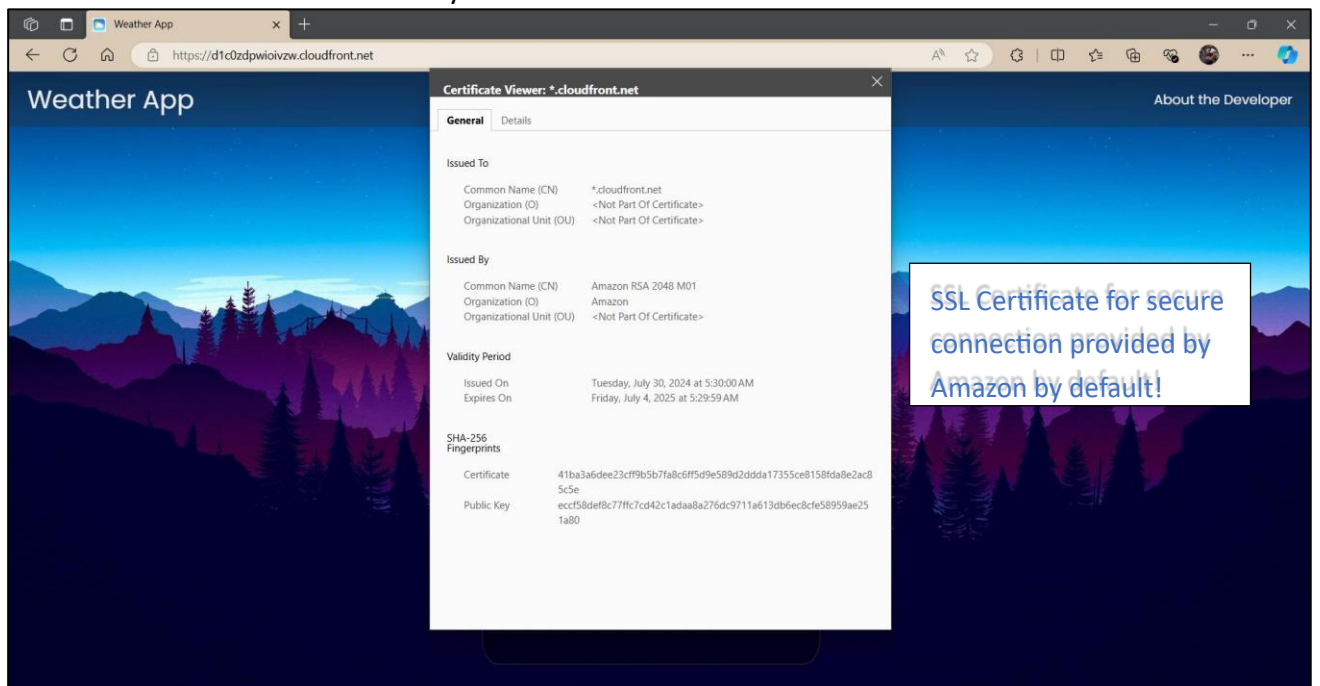 Weather App
https://d1c0zdpwioivzw.cloudfront.net
Weather App
About the Developer
Certificate Viewer: *.cloudfront.net
General Details
Issued To
Common Name (CN) *.cloudfront.net
Organization (O) <Not Part Of Certificate>
Organizational Unit (OU) <Not Part Of Certificate>
Issued By
Common Name (CN) Amazon RSA 2048 M01
Organization (O) Amazon
Organizational Unit (OU) <Not Part Of Certificate>
Validity Period
Issued On Tuesday, July 30, 2024 at 5:30:00 AM
Expires On Friday, July 4, 2025 at 5:29:59 AM
SHA-256
Fingerprints
Certificate 41ba3a6dee23cff9b5b7fa8c6ff5d9e589d2ddda17355ce8158fda8e2ac8
5c5e
Public Key eccf58def8c77ffc7cd42c1adaa8a276dc9711a613db6ec8cfe58959ae25
1a80
SSL Certificate for secure
connection provided by
Amazon by default!